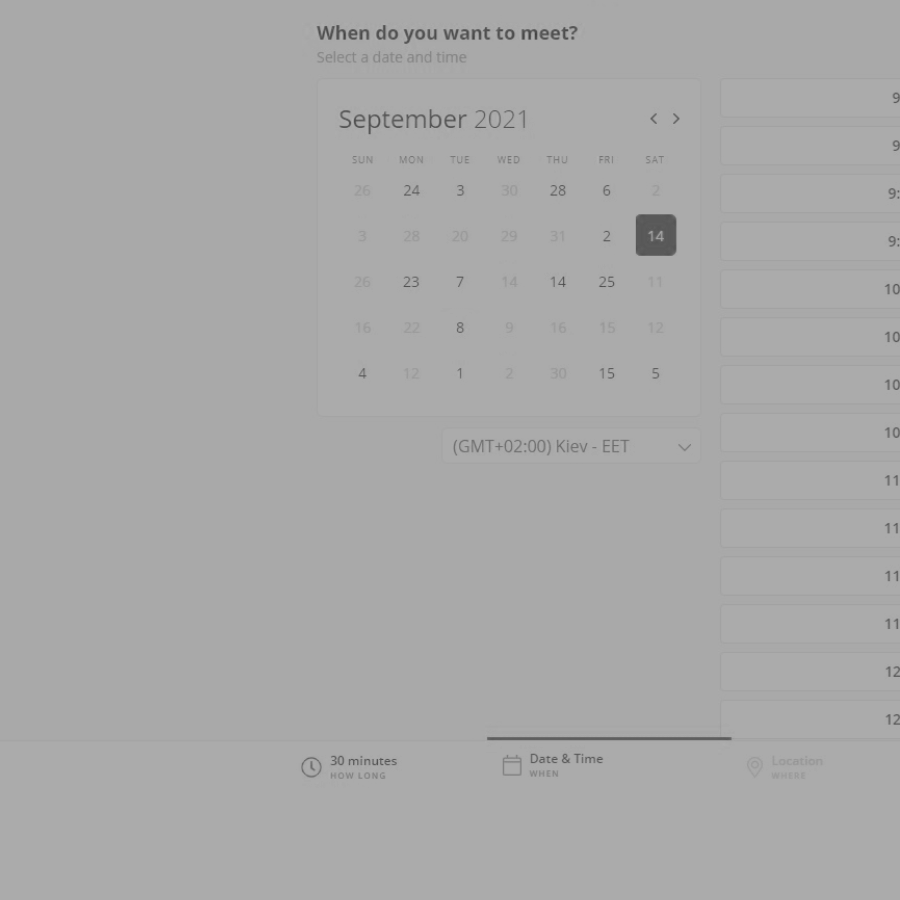 When do you want to meet?
Select a date and time
September 2021
SUN MON TUE WED THU FRI SAT
26 24 3 30 28 6 2
3 28 20 29 31 2 14
26 23 7 14 14 25 11
16 22 8 9 16 15 12
4 12 1 2 30 15 5
(GMT+02:00) Kiev - EET
9
9
9:
9:
10
10
10
10
11
11
11
11
12
12
30 minutes
HOW LONG
Date & Time
WHEN
Location
WHERE